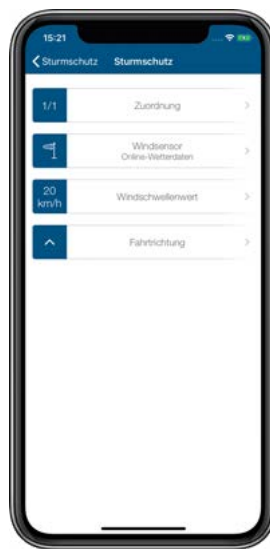 15:21
Sturmschutz Sturmschutz
1/1 Zuordnung
Windsensor
Online-Wetterdaten
20
km/h
Windschwellenwert
Fahrtrichtung